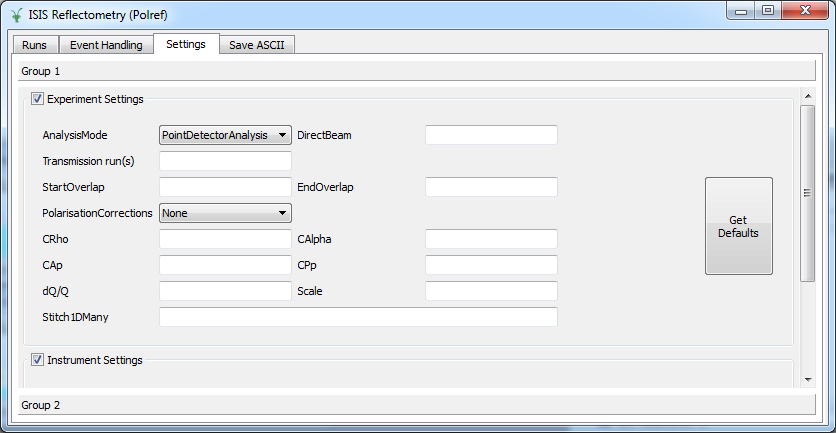 ISIS Reflectometry (Polref)
Runs Event Handling Settings Save ASCII
Group 1
Experiment Settings
AnalysisMode PointDetectorAnalysis DirectBeam
Transmission run(s)
StartOverlap EndOverlap
PolarisationCorrections None
CRho CAlpha
CAp CPp
dQ/Q Scale
Stitch1DMany
Get
Defaults
Instrument Settings
Group 2